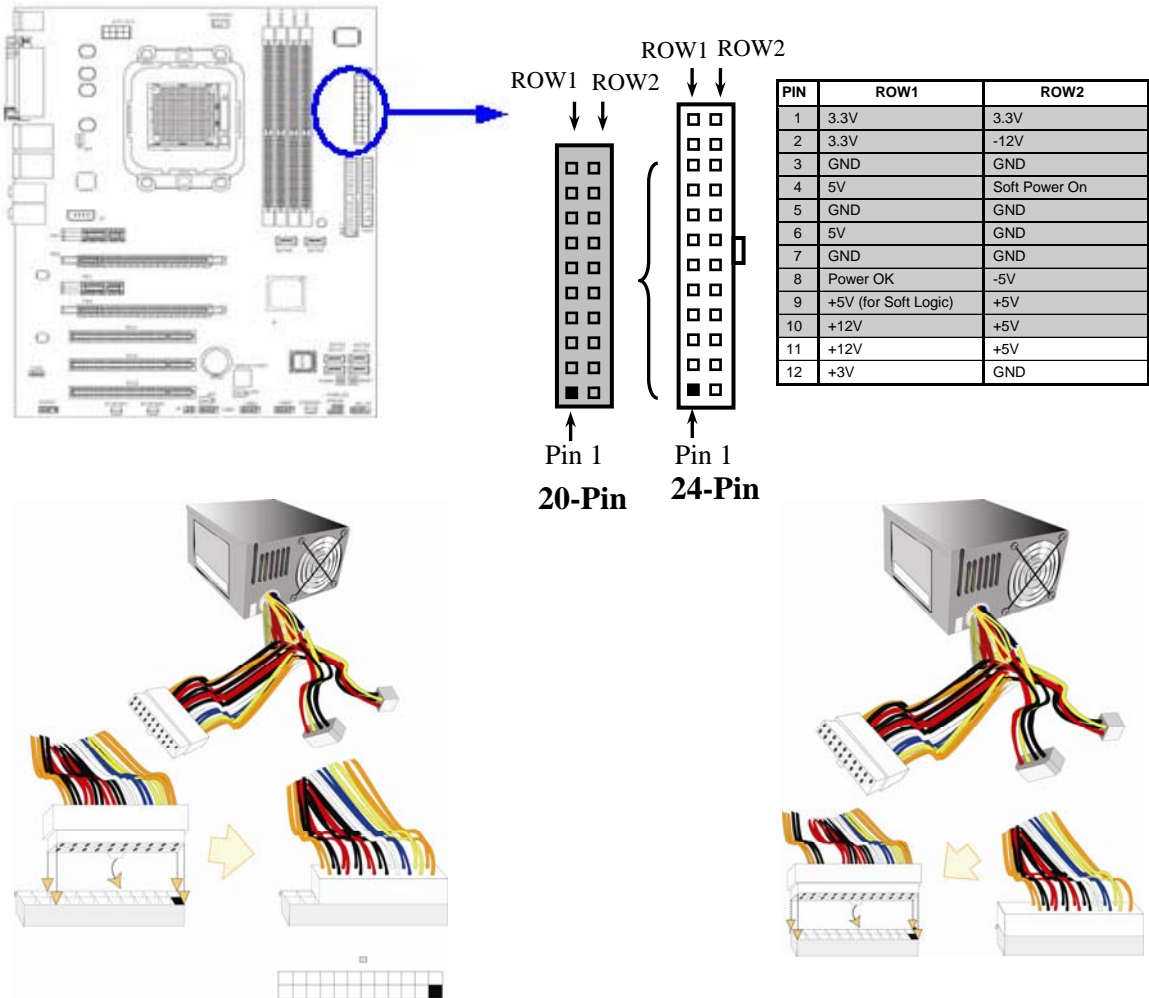 ROW1 ROW2
ROW1 ROW2
PIN ROW1 ROW2
1 3.3V 3.3V
2 3.3V -12V
3 GND GND
4 5V Soft Power On
5 GND GND
6 5V GND
7 GND GND
8 Power OK -5V
9 +5V (for Soft Logic) +5V
10 +12V +5V
11 +12V +5V
12 +3V GND
Pin 1 Pin 1
20-Pin 24-Pin